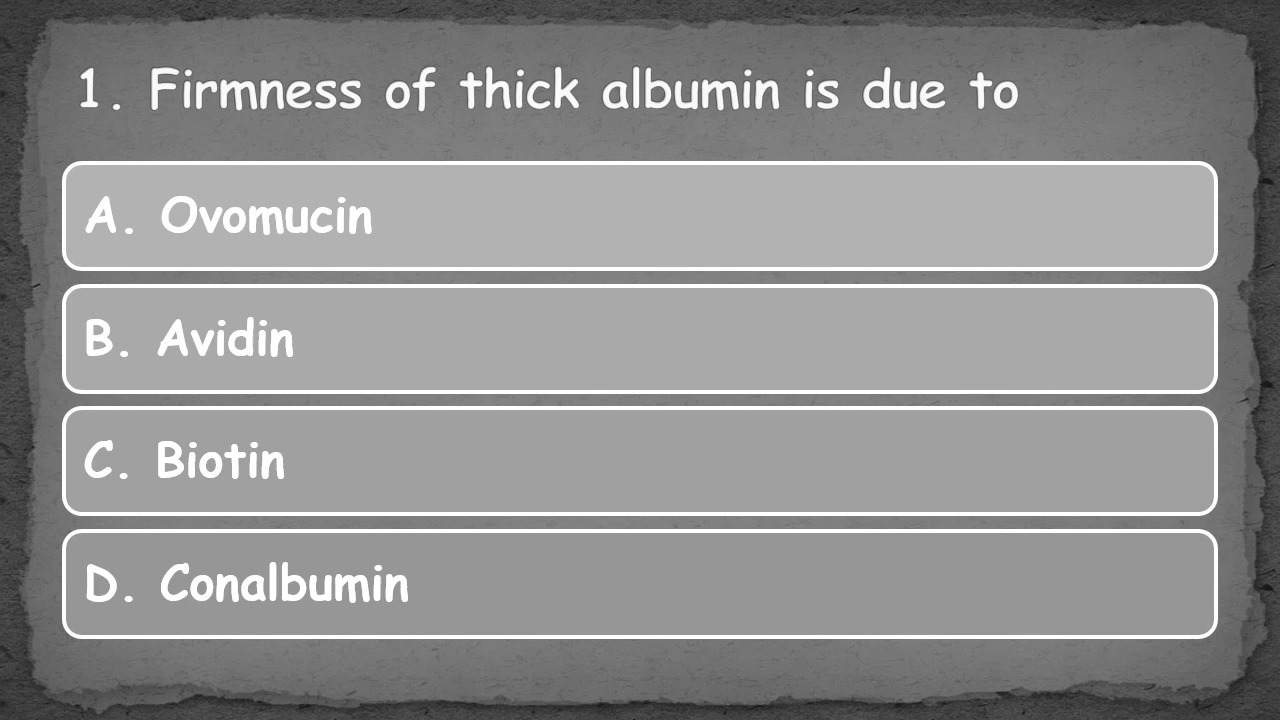 1. Firmness of thick albumin is due to
A. Ovomucin
B. Avidin
C. Biotin
D. Conalbumin